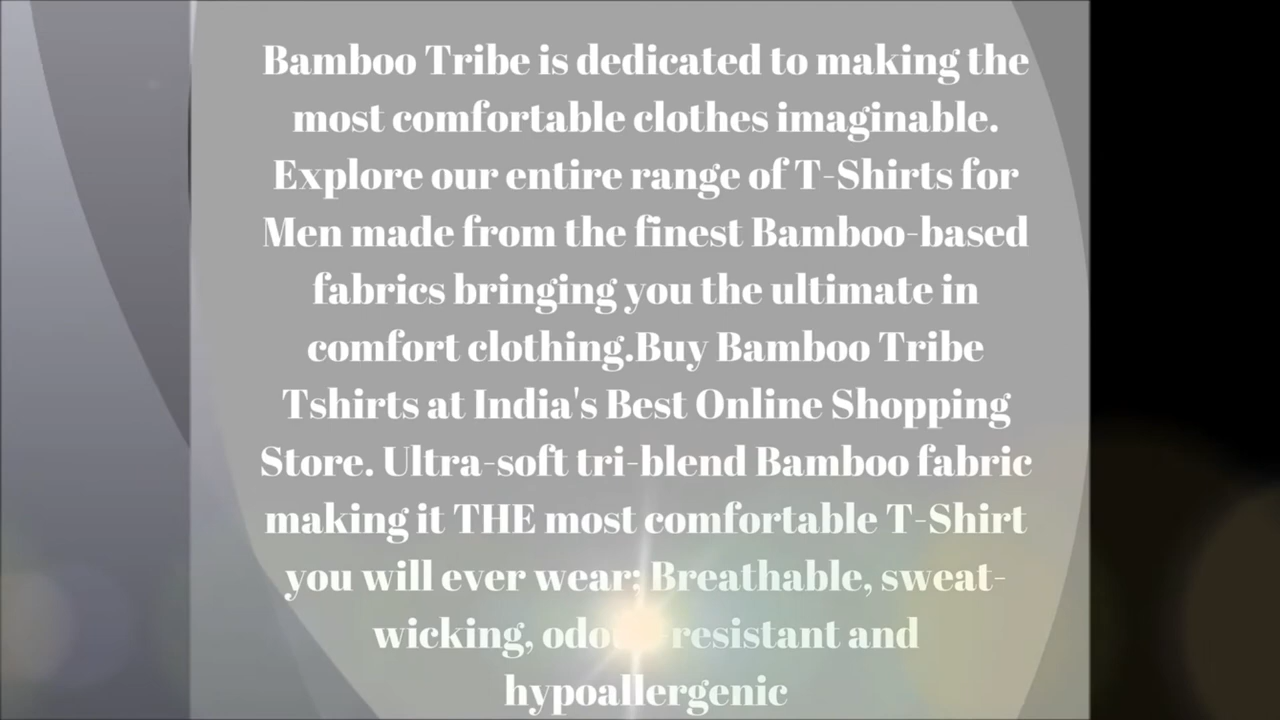 Bamboo Tribe is dedicated to making the
most comfortable clothes imaginable.
Explore our entire range of T-Shirts for
Men made from the finest Bamboo-based
fabrics bringing you the ultimate in
comfort clothing.Buy Bamboo Tribe
Tshirts at India's Best Online Shopping
Store. Ultra-soft tri-blend Bamboo fabric
making it THE most comfortable T-Shirt
you will ever wear; Breathable, sweat-
wicking, resistant and
hypoallergenic